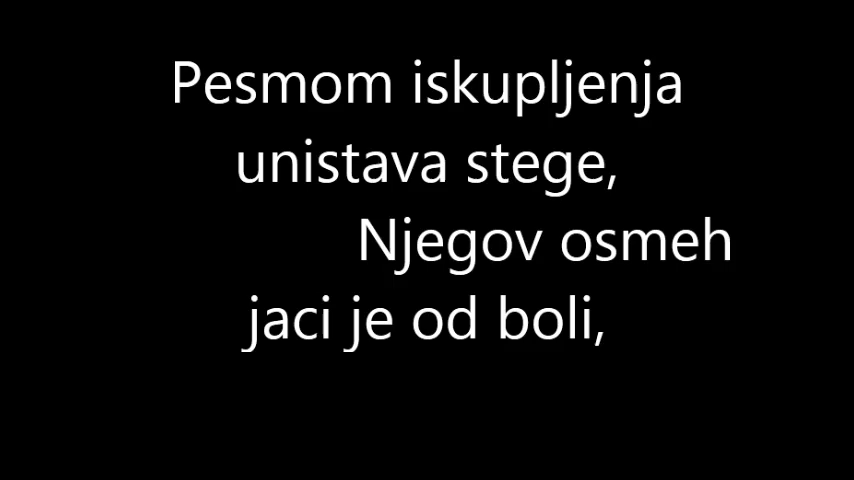 Pesmom iskupljenja
unistava stege,
Njegov osmeh
jaci je od boli,